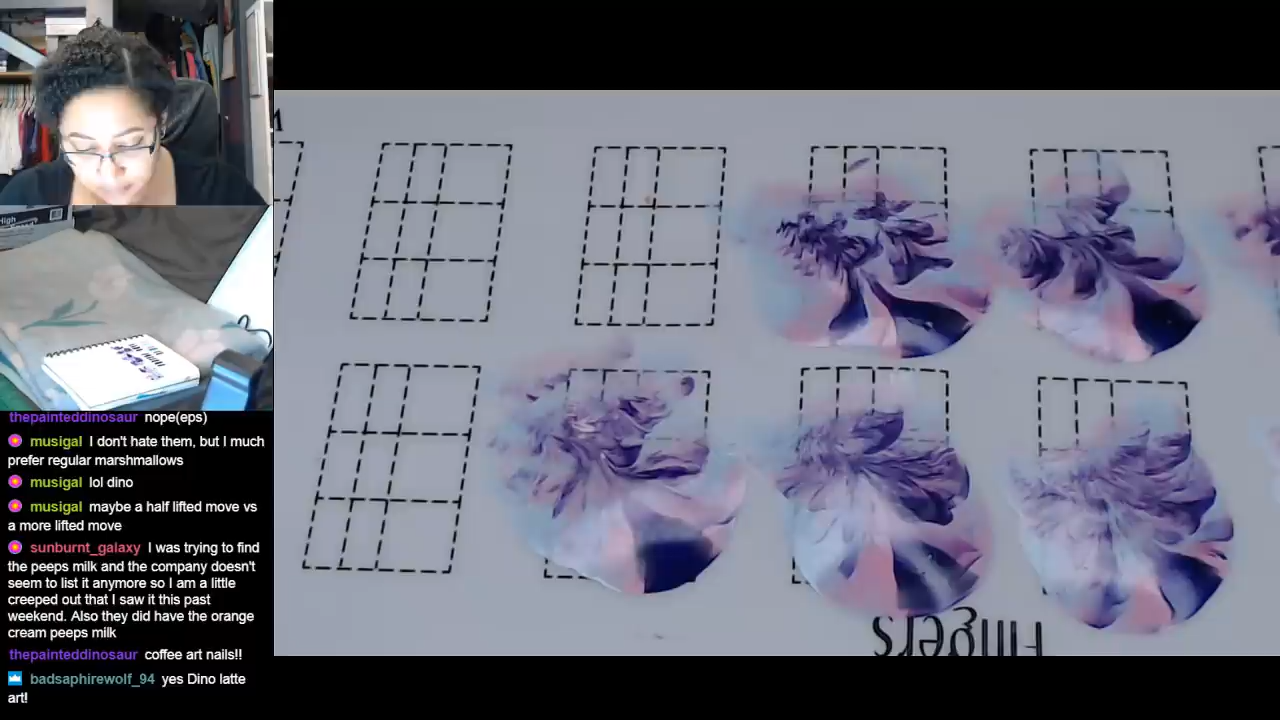 High
thepainteddinosaur nope(eps)
musigal I don't hate them, but I much
prefer regular marshmallows
musigal lol dino
musigal maybe a half lifted move vs
a more lifted move
sunburnt_galaxy I was trying to find
the peeps milk and the company doesn't
seem to list it anymore so I am a little
creeped out that I saw it this past
weekend. Also they did have the orange
cream peeps milk
thepainteddinosaur coffee art nails!!
badsaphirewolf_94 yes Dino latte
art!
Fingers